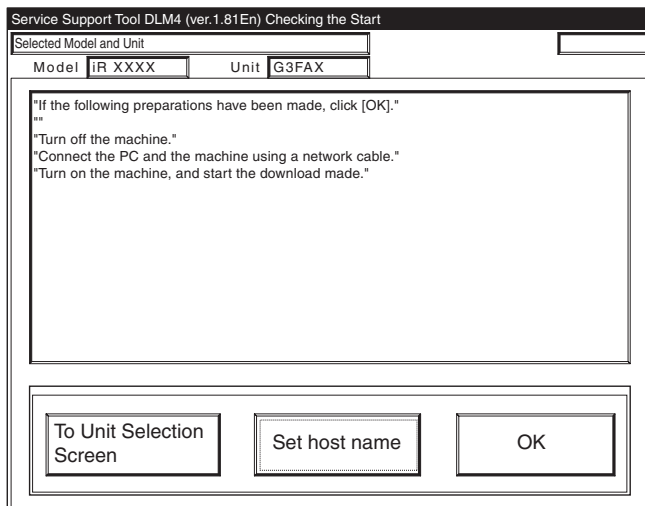 Service Support Tool DLM4 (ver.1.81En) Checking the Start
Selected Model and Unit
Model iR XXXX Unit G3FAX
"If the following preparations have been made, click [OK]."
""
"Turn off the machine."
"Connect the PC and the machine using a network cable."
"Turn on the machine, and start the download made."
To Unit Selection
Screen
Set host name
OK